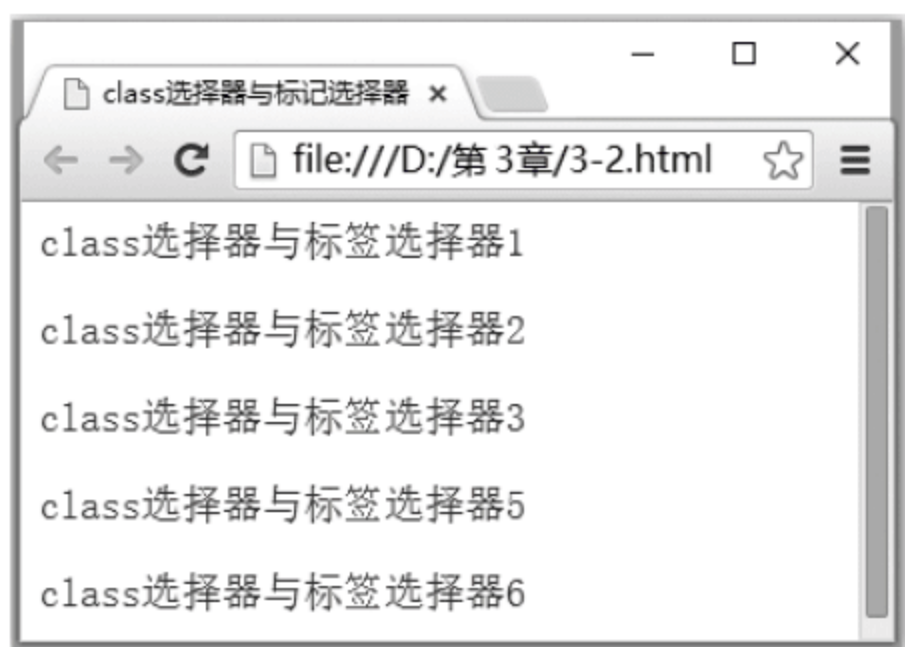 class选择器与标记选择器
file:///D:/第 3章/3-2.html
class选择器与标签选择器1
class选择器与标签选择器2
class选择器与标签选择器3
class选择器与标签选择器5
class选择器与标签选择器6